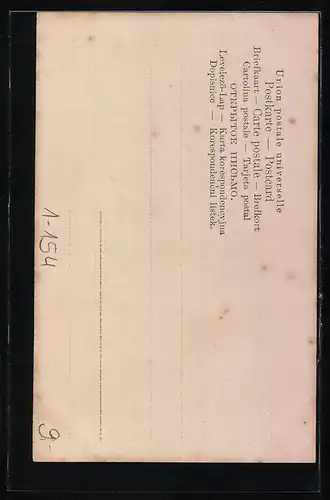 Union postale universelle
Postkarte — Postcard
Briefkaart — Carte postale — Brefkort
Cartolina postale — Tarjeta postal
ОТКРЫТОЕ ПИСЬМО.
Levelező-Lap — Karta korespondencyjna
Dopisnice — Korespondenční lístok.
1-154
9-